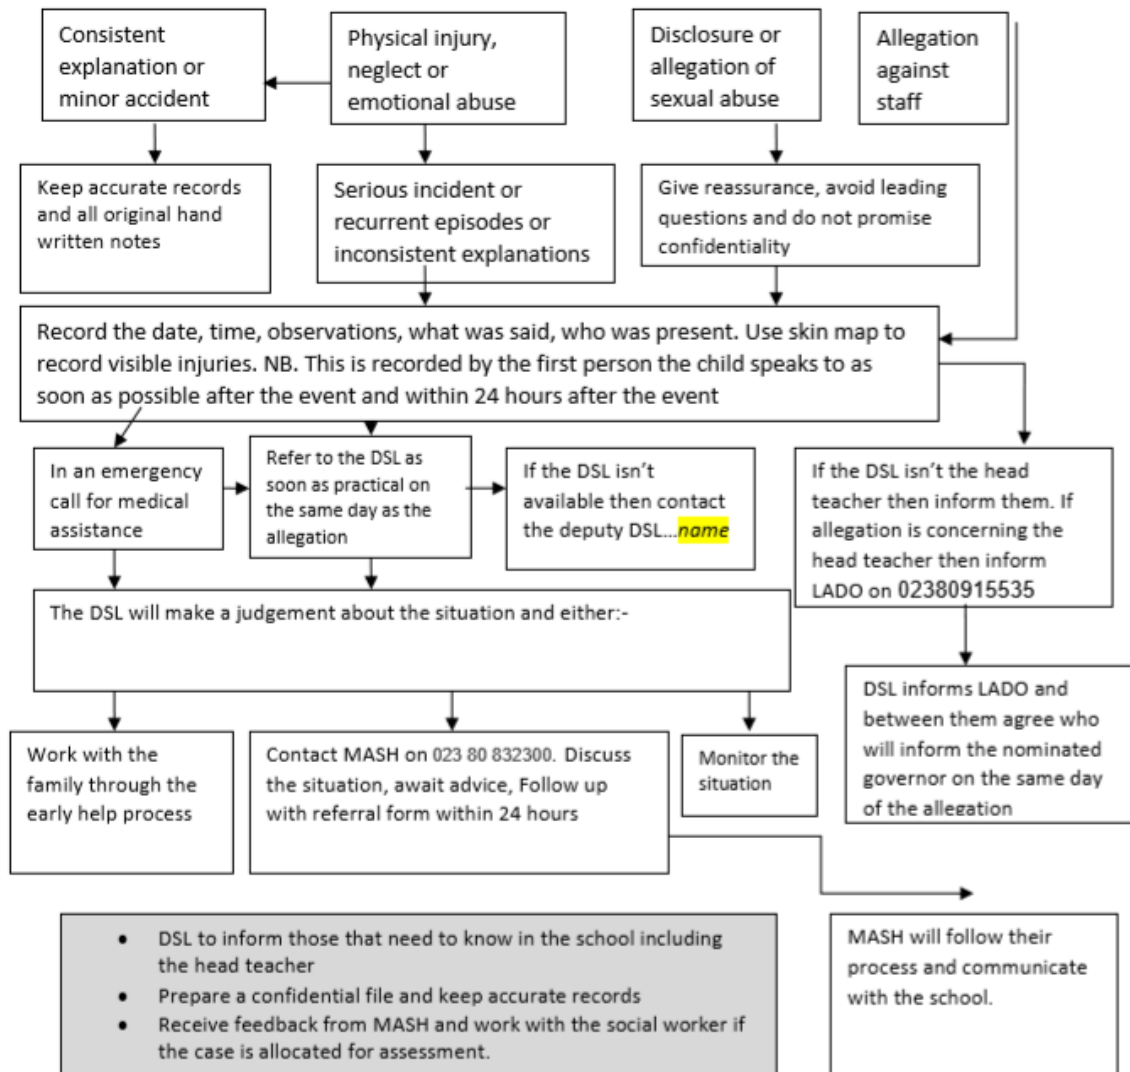 Consistent
explanation or
minor accident
Physical injury,
neglect or
emotional abuse
Disclosure or
allegation of
sexual abuse
Allegation
against
staff
Keep accurate records
and all original hand
written notes
Serious incident or
recurrent episodes or
inconsistent explanations
Give reassurance, avoid leading
questions and do not promise
confidentiality
Record the date, time, observations, what was said, who was present. Use skin map to
record visible injuries. NB. This is recorded by the first person the child speaks to as
soon as possible after the event and within 24 hours after the event
In an emergency
call for medical
assistance
Refer to the DSL as
soon as practical on
the same day as the
allegation
If the DSL isn't
available then contact
the deputy DSL...name
If the DSL isn't the head
teacher then inform them. If
allegation is concerning the
head teacher then inform
LADO on 02380915535
The DSL will make a judgement about the situation and either:-
DSL informs LADO and
between them agree who
will inform the nominated
governor on the same day
of the allegation
Work with the
family through the
early help process
Contact MASH on 023 80 832300. Discuss
the situation, await advice, Follow up
with referral form within 24 hours
Monitor the
situation
• DSL to inform those that need to know in the school including
the head teacher
• Prepare a confidential file and keep accurate records
• Receive feedback from MASH and work with the social worker if
the case is allocated for assessment.
MASH will follow their
process and communicate
with the school.